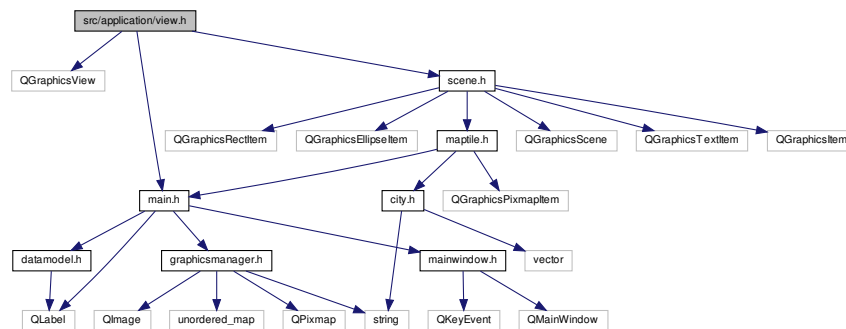 src/application/view.h
QGraphicsView
scene.h
QGraphicsRectItem
QGraphicsEllipseItem
maptile.h
QGraphicsScene
QGraphicsTextItem
QGraphicsItem
main.h
city.h
QGraphicsPixmapItem
datamodel.h
graphicsmanager.h
mainwindow.h
vector
QLabel
QImage
unordered_map
QPixmap
string
QKeyEvent
QMainWindow